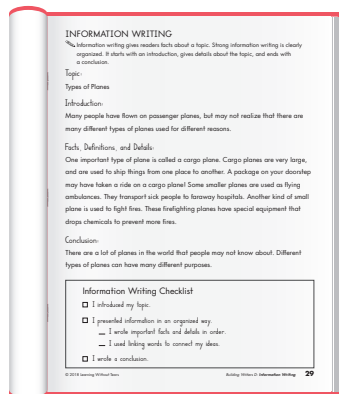 INFORMATION WRITING
Information writing gives readers facts about a topic. Strong information writing is clearly
organized. It starts with an introduction, gives details about the topic, and ends with
a conclusion.
Topic:
Types of Planes
Introduction:
Many people have flown on passenger planes, but may not realize that there are
many different types of planes used for different reasons.
Facts, Definitions, and Details:
One important type of plane is called a cargo plane. Cargo planes are very large,
and are used to ship things from one place to another. A package on your doorstep
may have taken a ride on a cargo plane! Some smaller planes are used as flying
ambulances. They transport sick people to faraway hospitals. Another kind of small
plane is used to fight fires. These firefighting planes have special equipment that
drops chemicals to prevent more fires.
Conclusion:
There are a lot of planes in the world that people may not know about. Different
types of planes can have many different purposes.
Information Writing Checklist
I introduced my topic.
I presented information in an organized way.
I wrote important facts and details in order.
I used linking words to connect my ideas.
I wrote a conclusion.
© 2018 Learning Without Tears Building Writers D: Information Writing 29